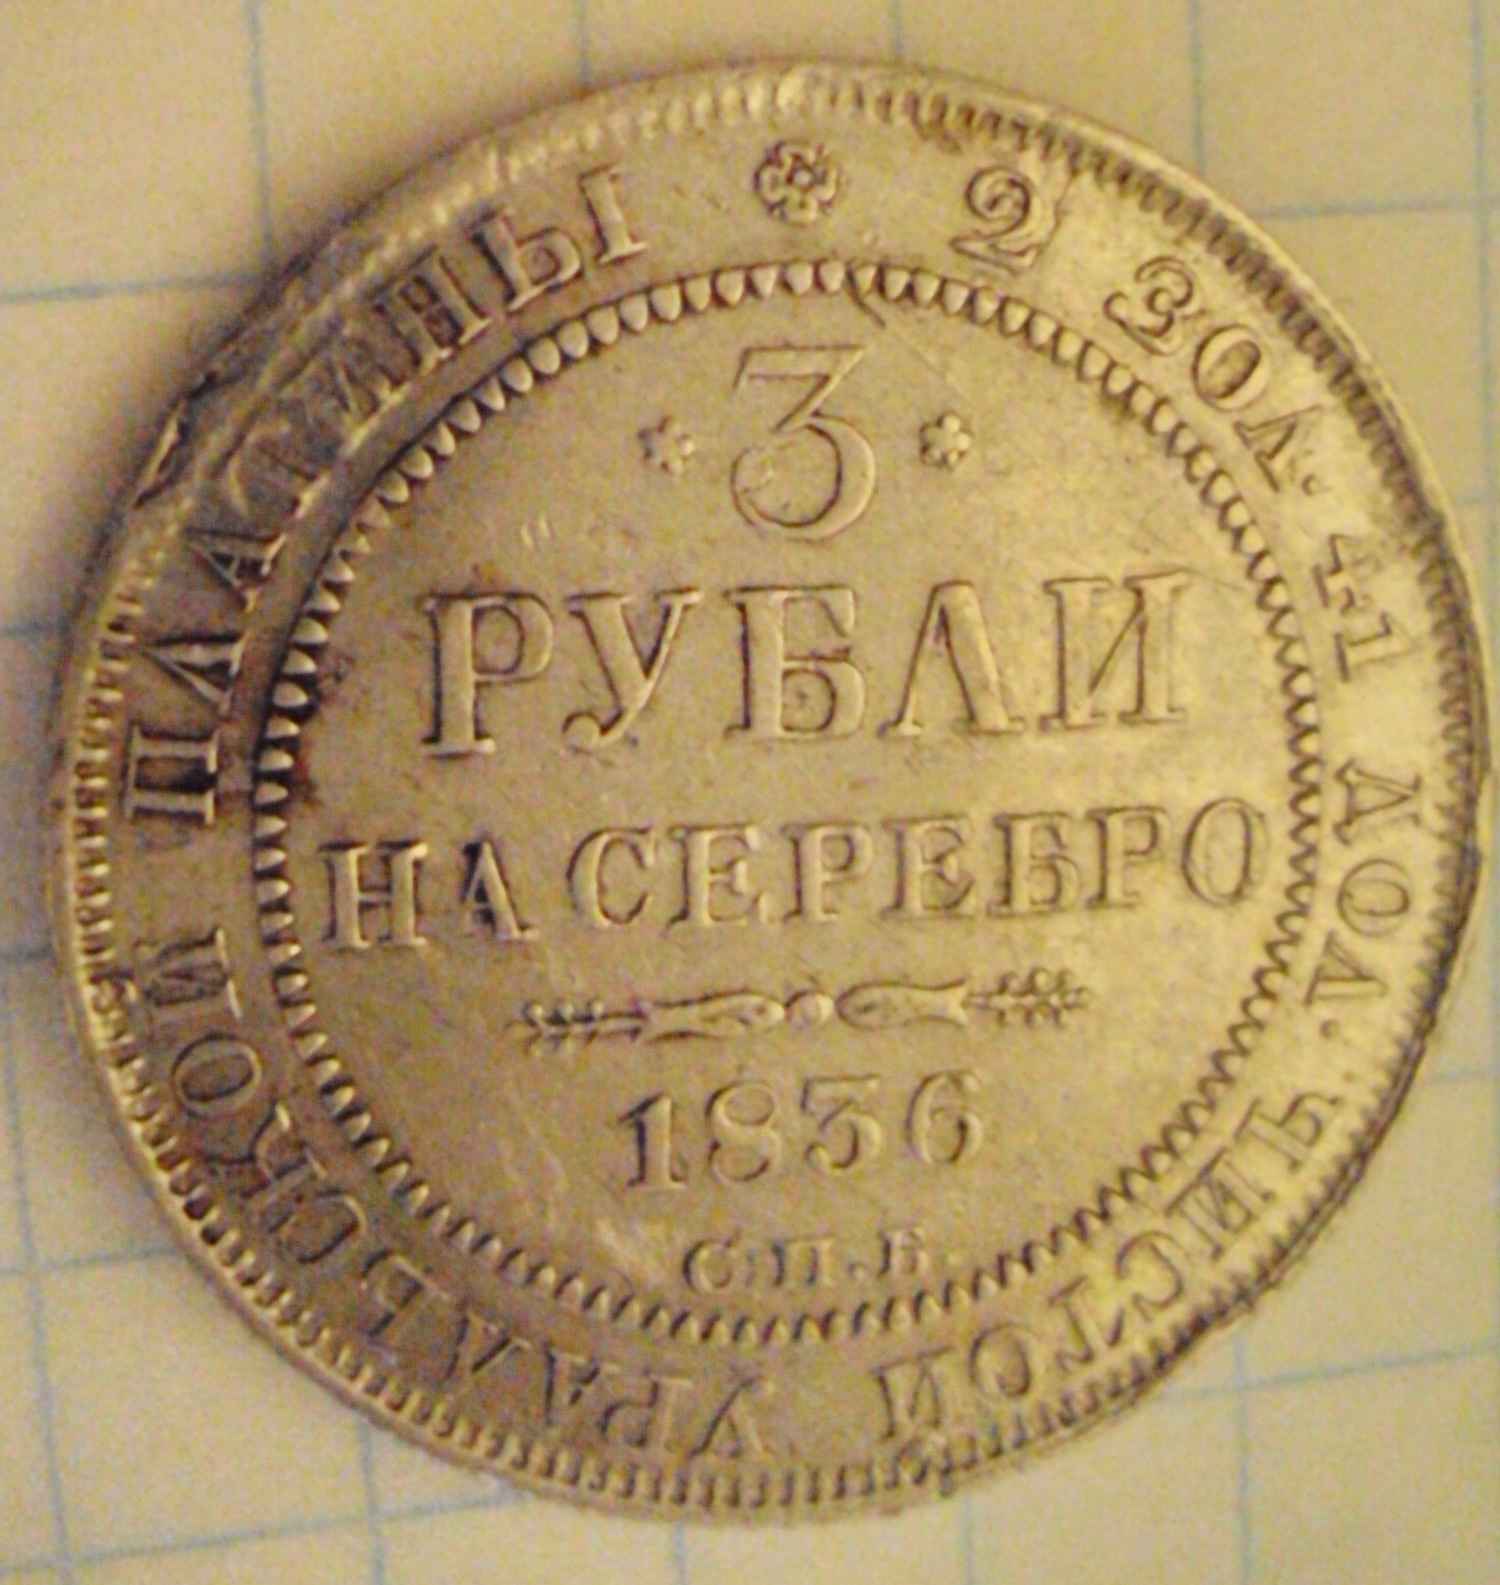 2 ЗОЛ. 41 ДОЛ. ЧИСТОЙ УРАЛЬСКОЙ ПЛАТИНЫ
3
РУБЛИ
НА СЕРЕБРО
1836
С.П.Б.